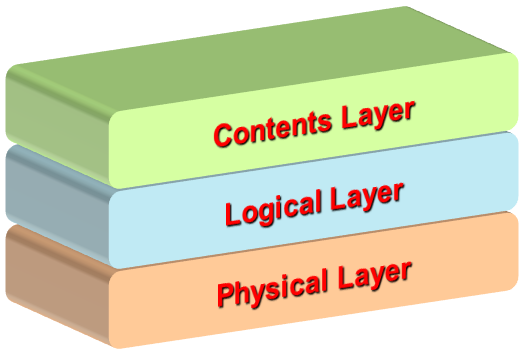 Contents Layer
Logical Layer
Physical Layer